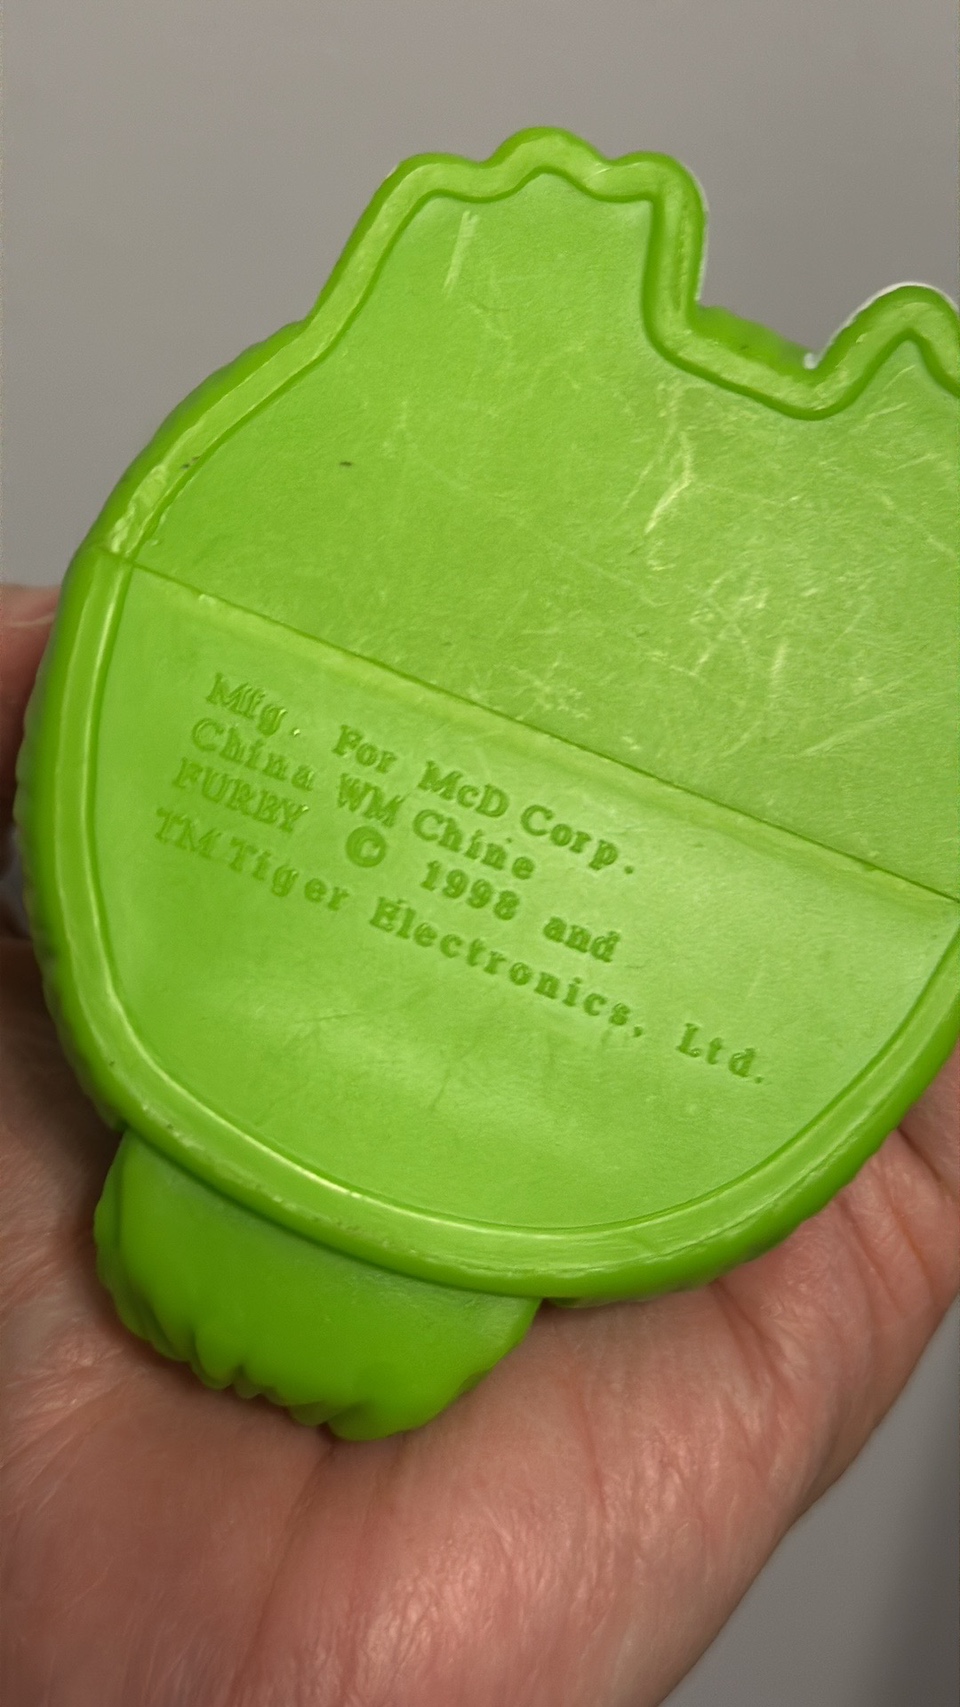 Mfg. For McD Corp.
China WM Chine
FURBY © 1998 and
TM Tiger Electronics, Ltd.